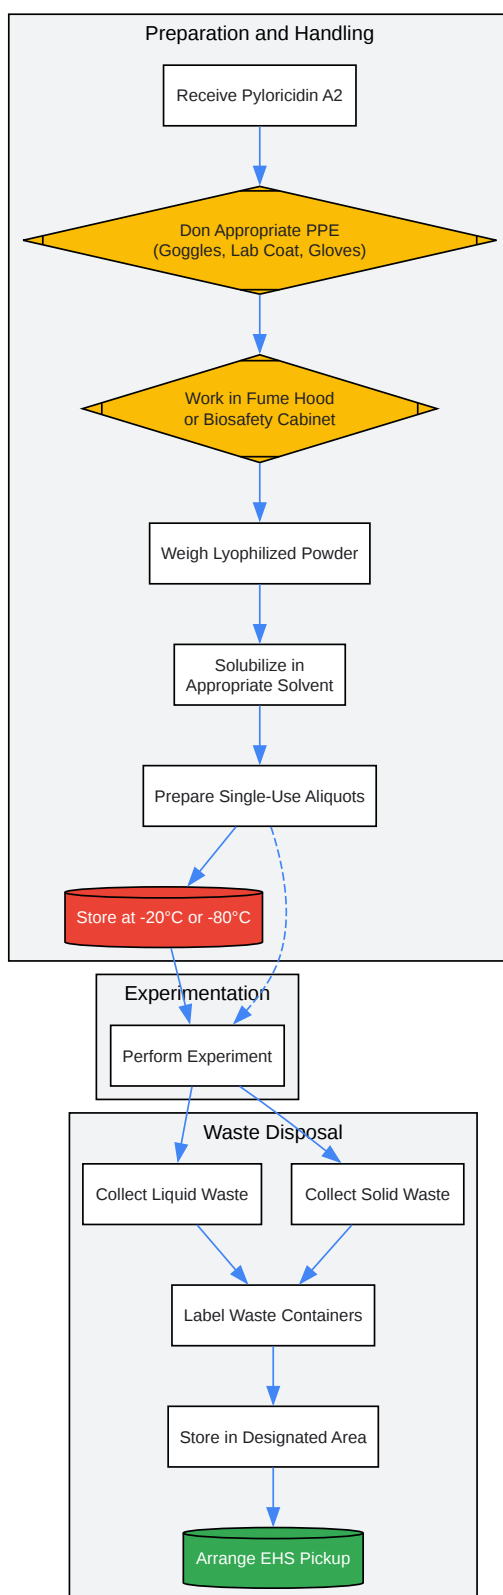 Preparation and Handling
Receive Pyloricidin A2
Don Appropriate PPE
(Goggles, Lab Coat, Gloves)
Work in Fume Hood
or Biosafety Cabinet
Weigh Lyophilized Powder
Solubilize in
Appropriate Solvent
Prepare Single-Use Aliquots
Store at -20°C or -80°C
Experimentation
Perform Experiment
Waste Disposal
Collect Liquid Waste
Collect Solid Waste
Label Waste Containers
Store in Designated Area
Arrange EHS Pickup